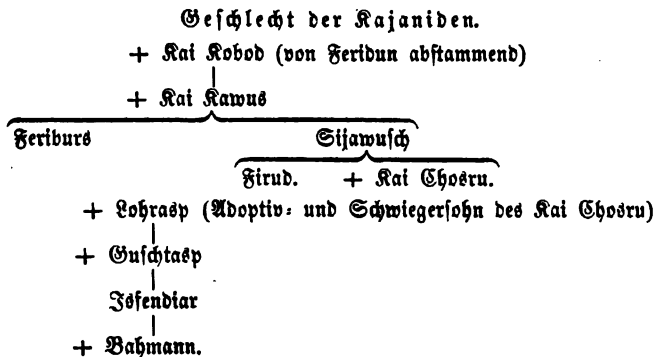 Geschlecht der Kajaniden.
+ Kai Kobod (von Feridun abstammend)
+ Kai Kawus
Feriburs Sijawusch
Firud. + Kai Chosru.
+ Lohrasp (Adoptiv- und Schwiegersohn des Kai Chosru)
+ Guschtasp
Isfendiar
+ Bahmann.